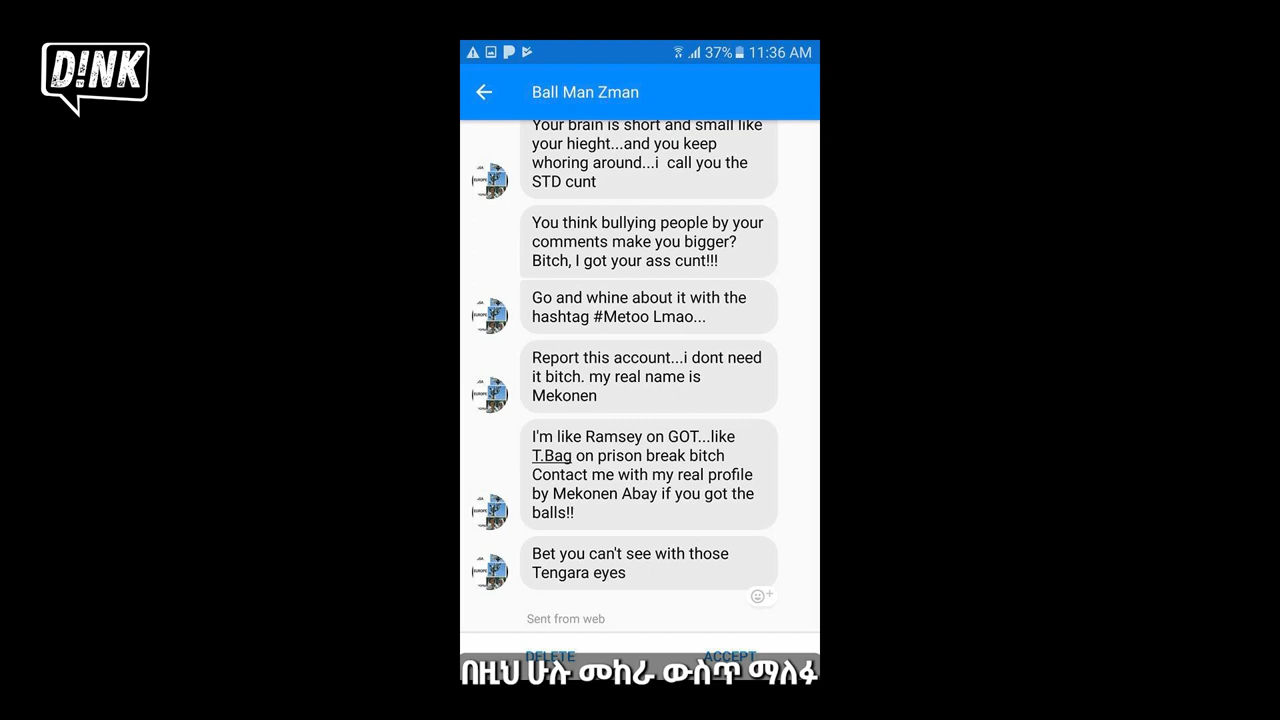 D!NK
37% 11:36 AM
Ball Man Zman
Your brain is short and small like
your hieght...and you keep
whoring around...i call you the
STD cunt
You think bullying people by your
comments make you bigger?
Bitch, I got your ass cunt!!!
Go and whine about it with the
hashtag #Metoo Lmao...
Report this account...i dont need
it bitch. my real name is
Mekonen
I'm like Ramsey on GOT...like
T.Bag on prison break bitch
Contact me with my real profile
by Mekonen Abay if you got the
balls!!
Bet you can't see with those
Tengara eyes
Sent from web
DELETE ACCEPT
በዚህ ሁሉ መከራ ውስጥ ማለፉ